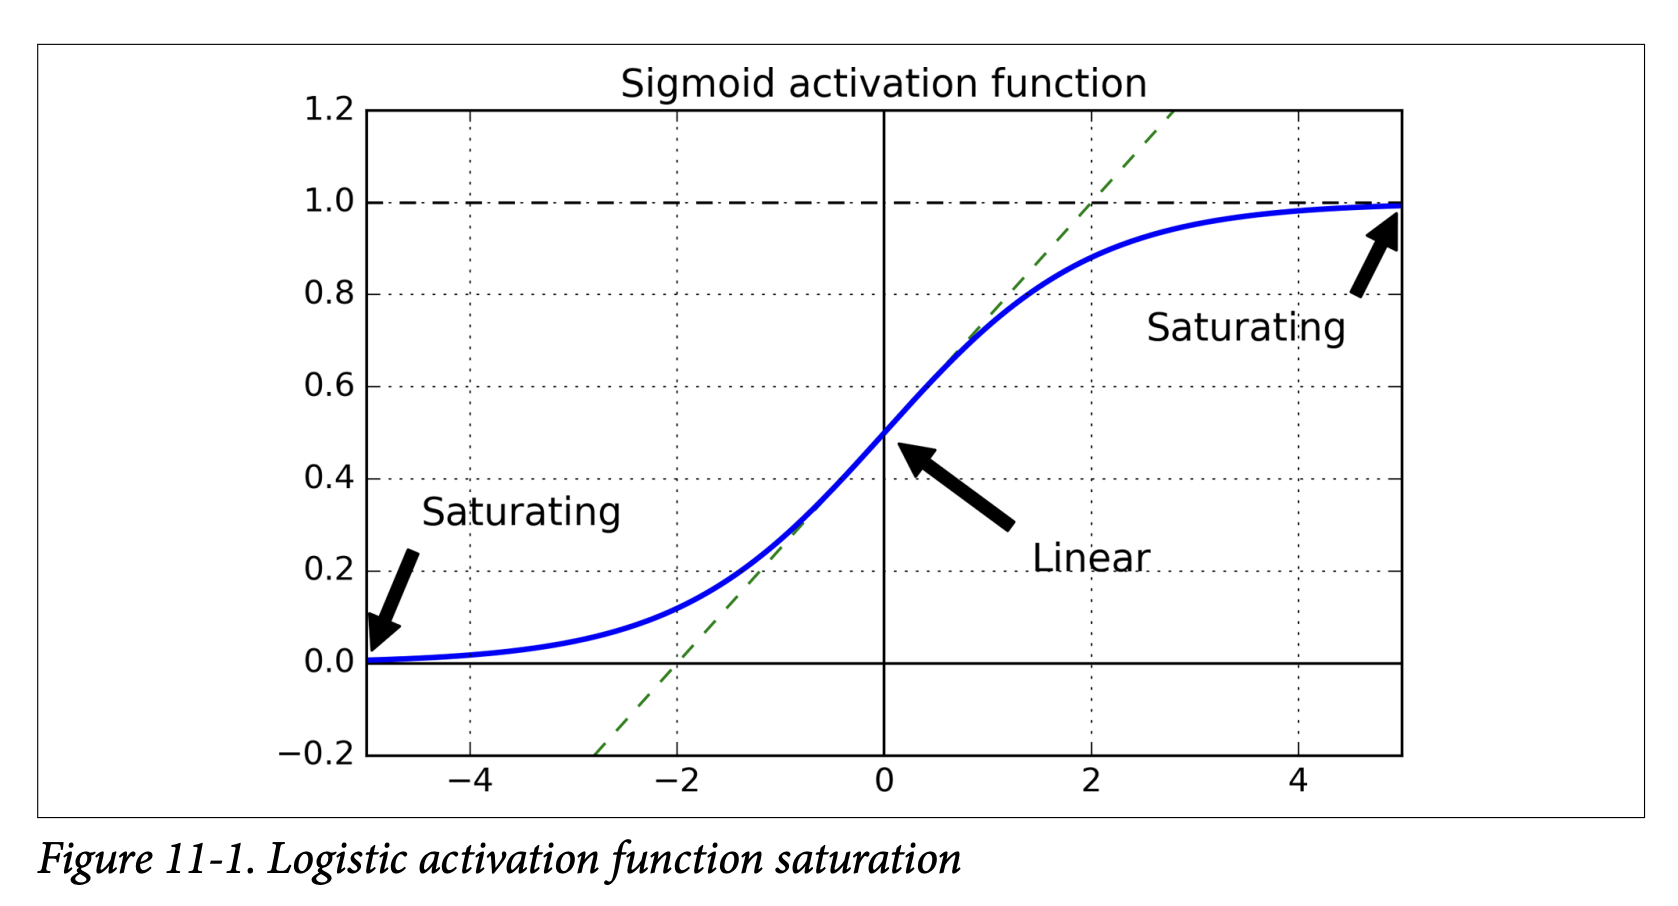 Sigmoid activation function
1.2
1.0
0.8
Saturating
0.6
0.4
Saturating
Linear
0.2
0.0
−0.2
−4 −2 0 2 4
Figure 11-1. Logistic activation function saturation